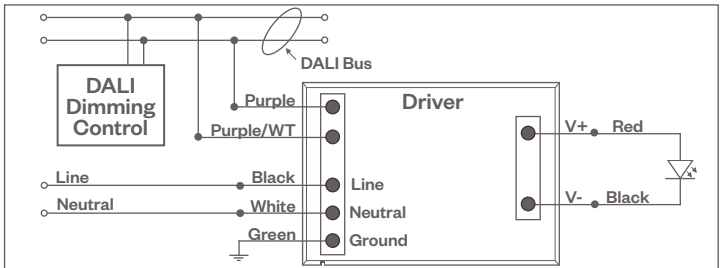 DALI Bus
DALI
Dimming
Control
Purple
Driver
Purple/WT
V+
Red
Line
Black
Line
Neutral
White
Neutral
V-
Black
Green
Ground